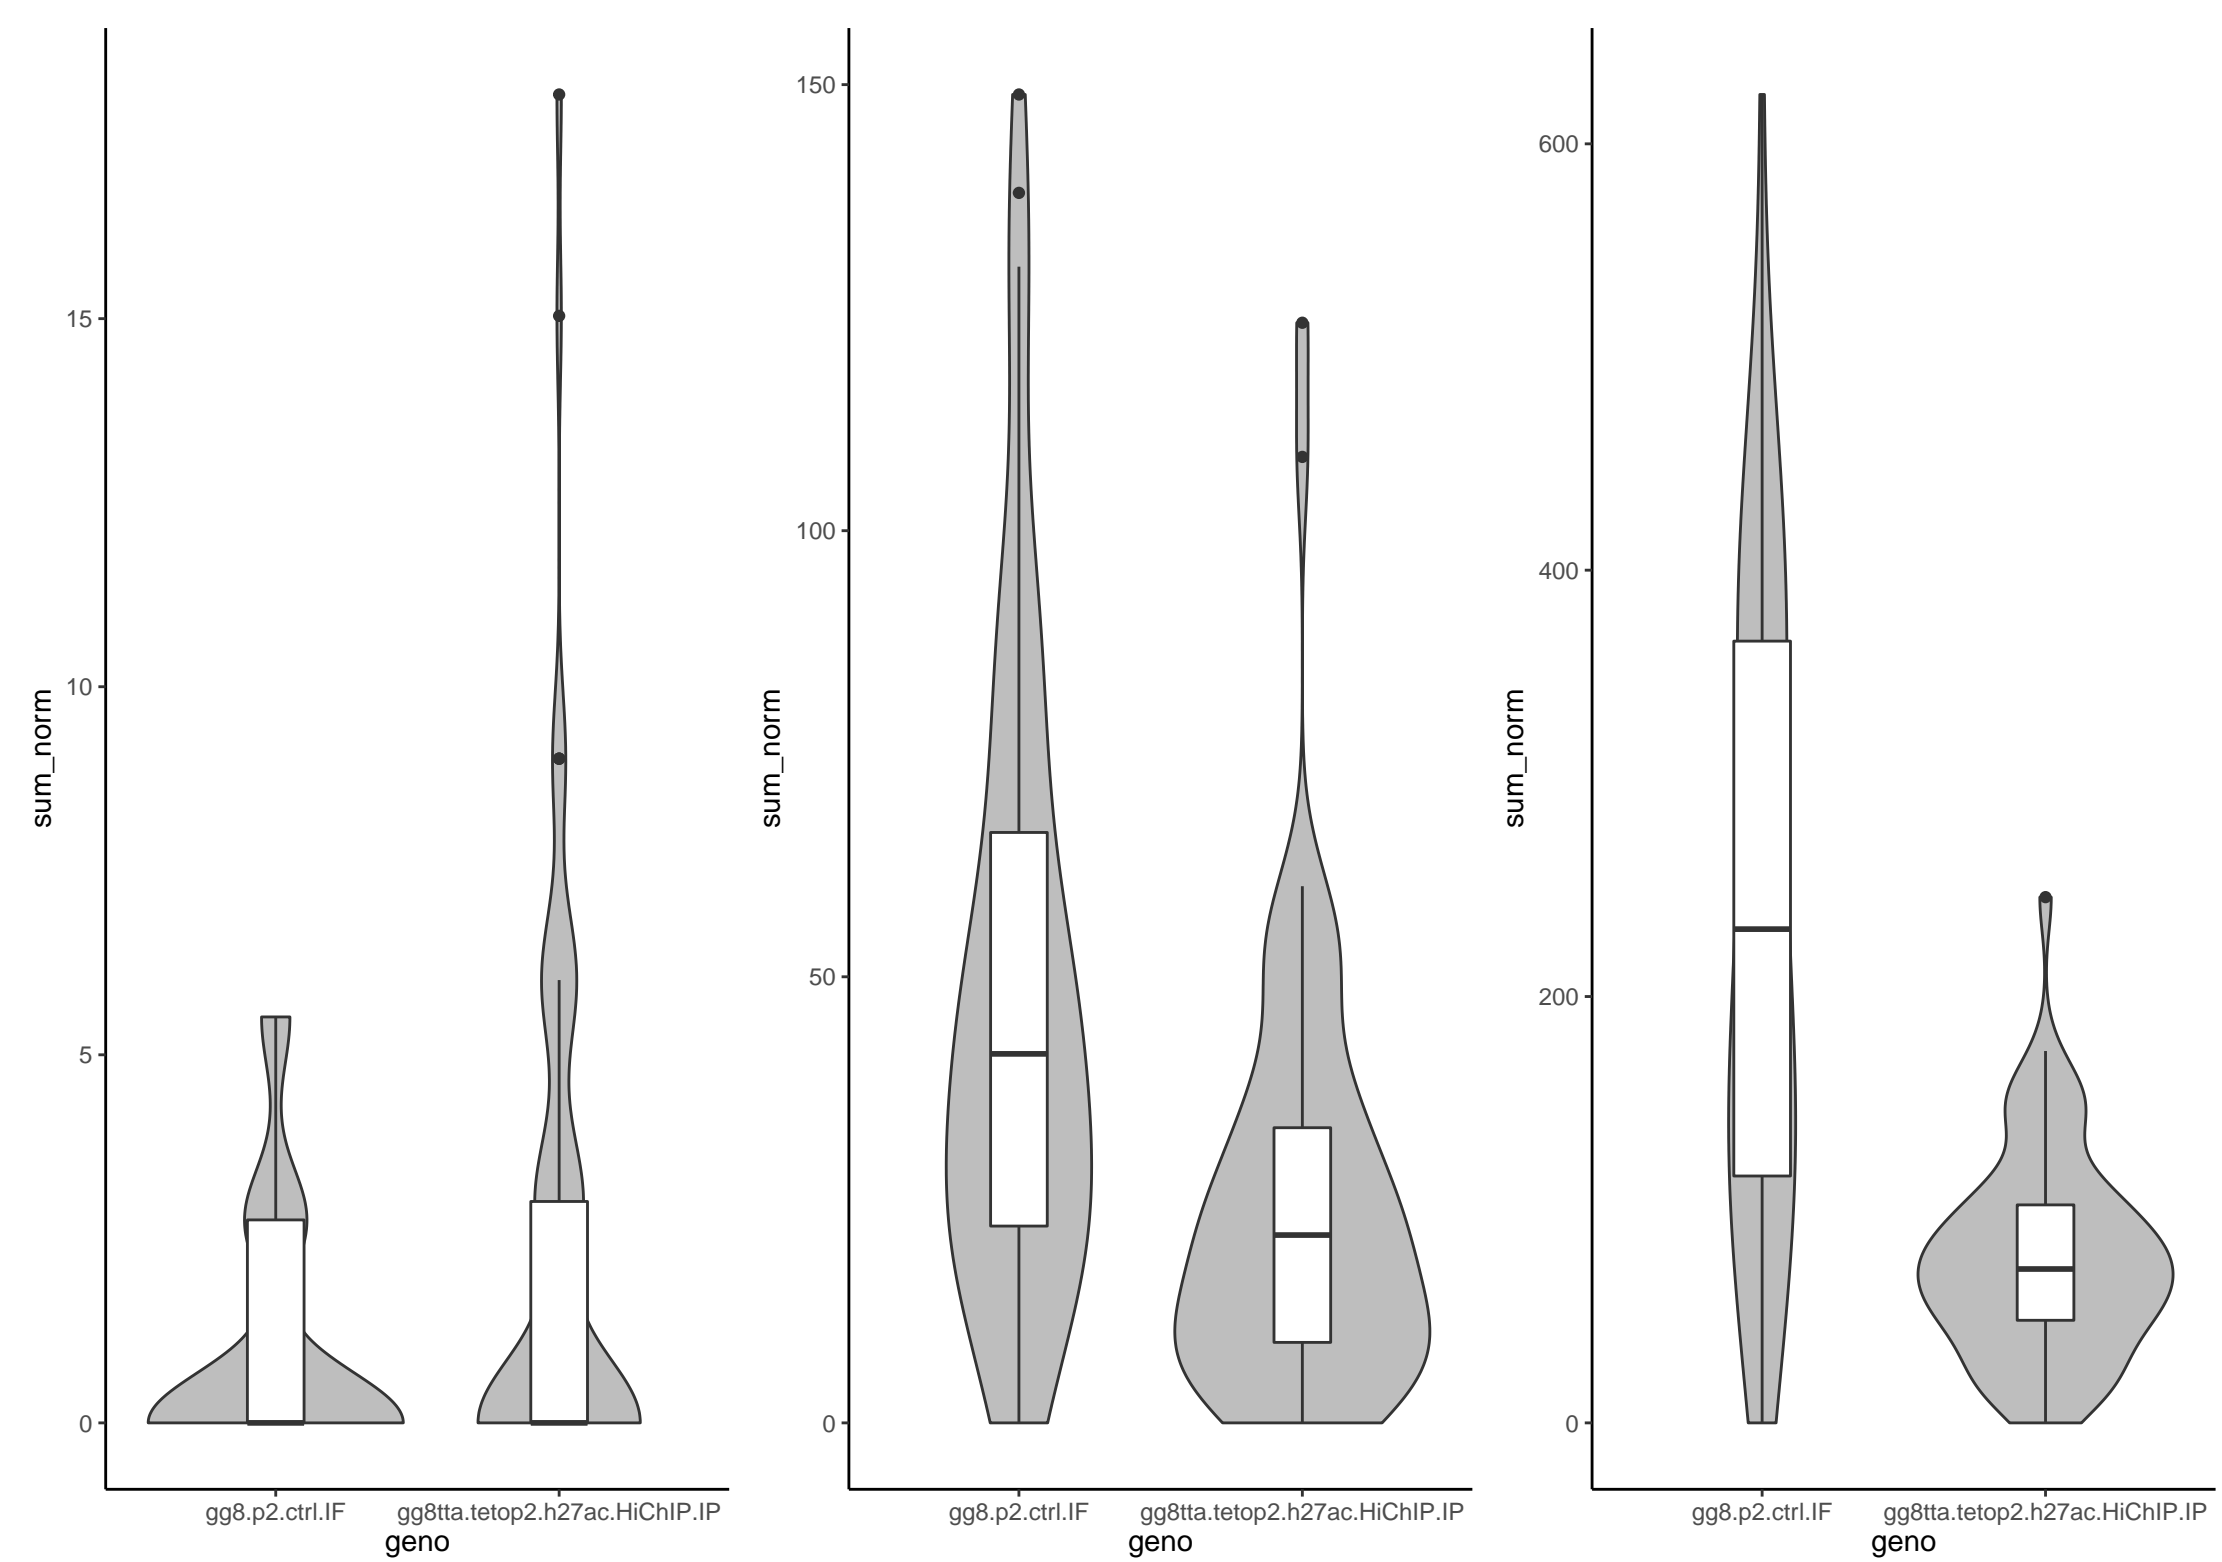 sum_norm
15
10
5
0
gg8.p2.ctrl.IF gg8tta.tetop2.h27ac.HiChIP.IP
geno
sum_norm
150
100
50
0
gg8.p2.ctrl.IF gg8tta.tetop2.h27ac.HiChIP.IP
geno
sum_norm
600
400
200
0
gg8.p2.ctrl.IF gg8tta.tetop2.h27ac.HiChIP.IP
geno